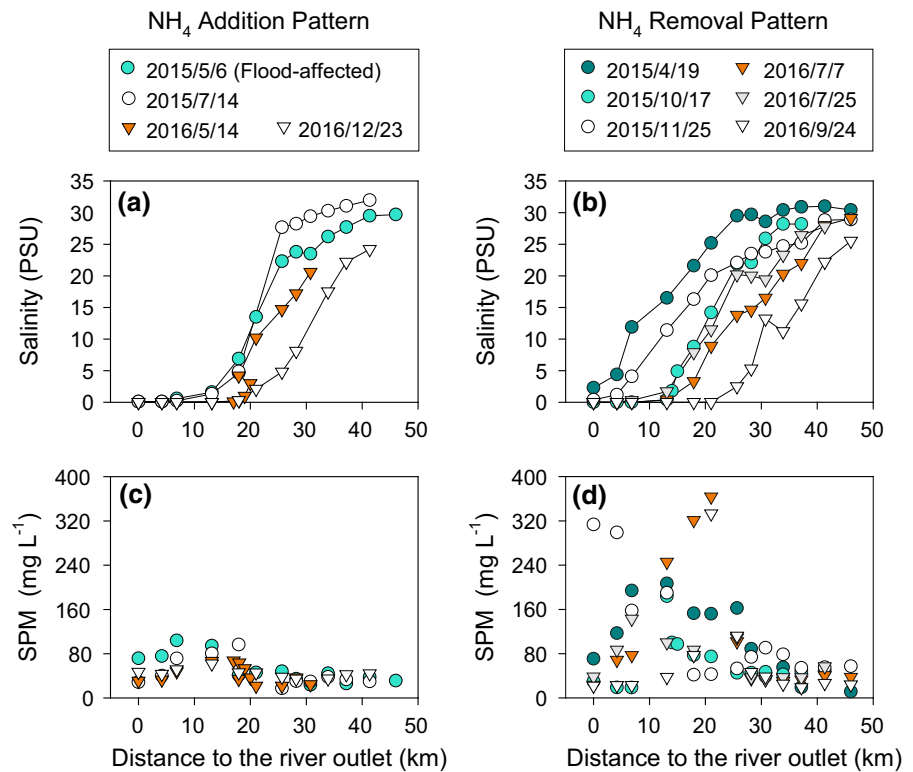 NH4 Addition Pattern
2015/5/6 (Flood-affected)
2015/7/14
2016/5/14 2016/12/23
NH4 Removal Pattern
2015/4/19 2016/7/7
2015/10/17 2016/7/25
2015/11/25 2016/9/24
(a)
Salinity (PSU)
35
30
25
20
15
10
5
0
0 10 20 30 40 50
(b)
Salinity (PSU)
35
30
25
20
15
10
5
0
0 10 20 30 40 50
(c)
SPM (mg L-1)
400
320
240
160
80
0
0 10 20 30 40 50
Distance to the river outlet (km)
(d)
SPM (mg L-1)
400
320
240
160
80
0
0 10 20 30 40 50
Distance to the river outlet (km)